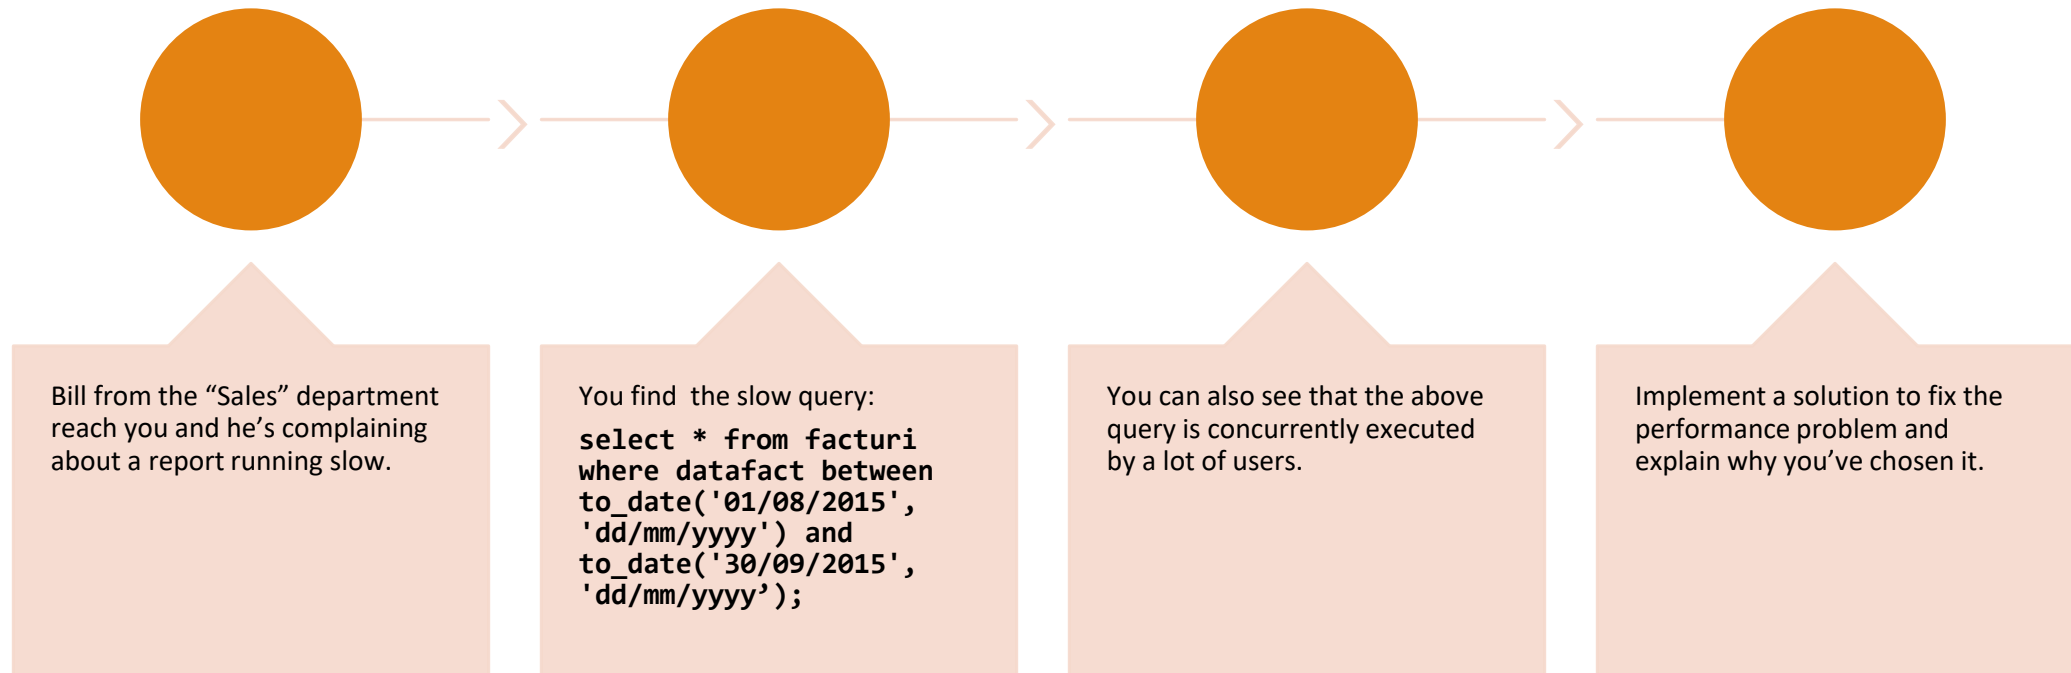 Bill from the “Sales” department
reach you and he’s complaining
about a report running slow.
You find  the slow query:
select * from facturi
where datafact between
to_date('01/08/2015',
'dd/mm/yyyy') and
to_date('30/09/2015',
'dd/mm/yyyy’);
You can also see that the above
query is concurrently executed
by a lot of users.
Implement a solution to fix the
performance problem and
explain why you’ve chosen it.